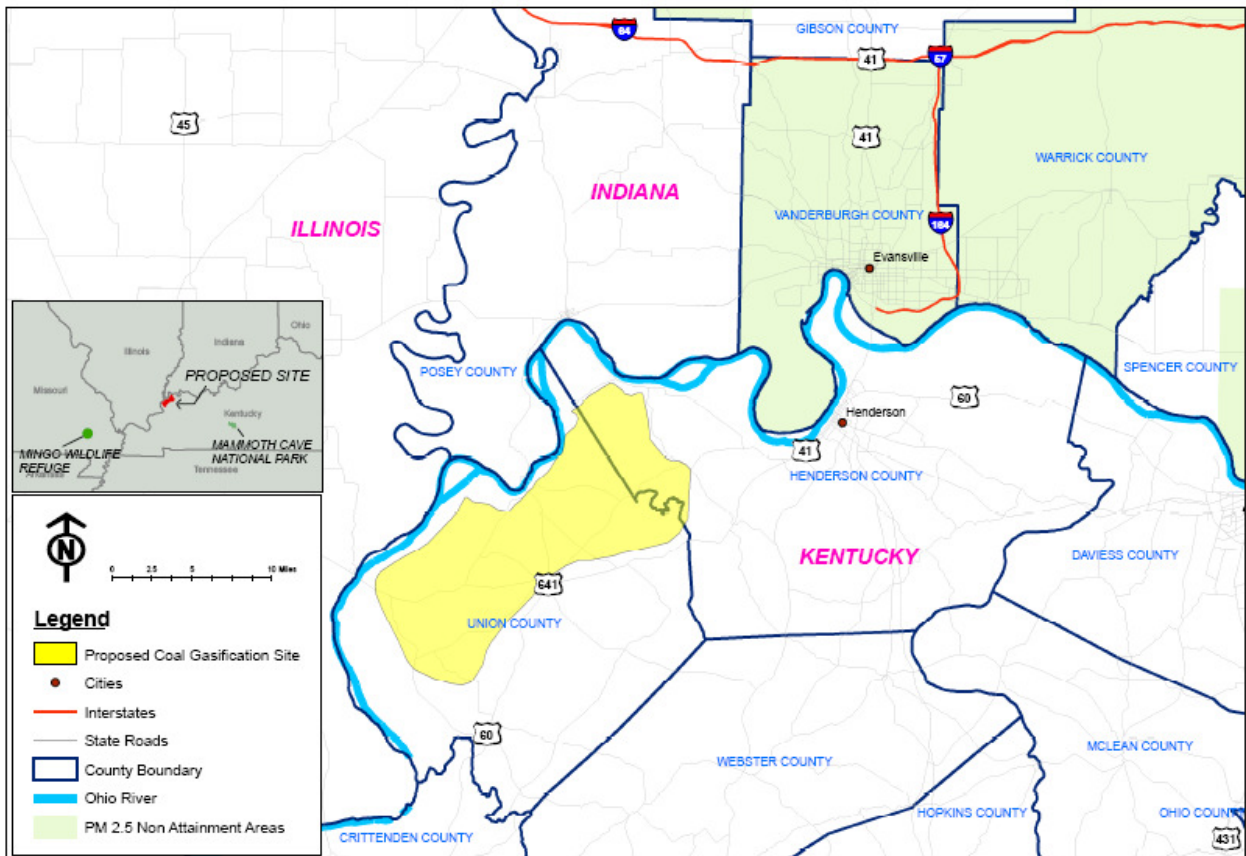 GIBSON COUNTY
64
41
57
45
41
WARRICK COUNTY
INDIANA
VANDERBURGH COUNTY
164
ILLINOIS
Evansville
POSEY COUNTY
SPENCER COUNTY
60
Henderson
41
HENDERSON COUNTY
KENTUCKY
DAVIESS COUNTY
641
UNION COUNTY
60
WEBSTER COUNTY
MCLEAN COUNTY
HOPKINS COUNTY
OHIO COUNT
CRITTENDEN COUNTY
431
Ohio
Illinois
Indiana
PROPOSED SITE
Missouri
Kentucky
MINGO WILDLIFE
REFUGE
MAMMOTH CAVE
NATIONAL PARK
Tennessee
Arkansas
N
0 2.5 5 10 Miles
Legend
Proposed Coal Gasification Site
Cities
Interstates
State Roads
County Boundary
Ohio River
PM 2.5 Non Attainment Areas